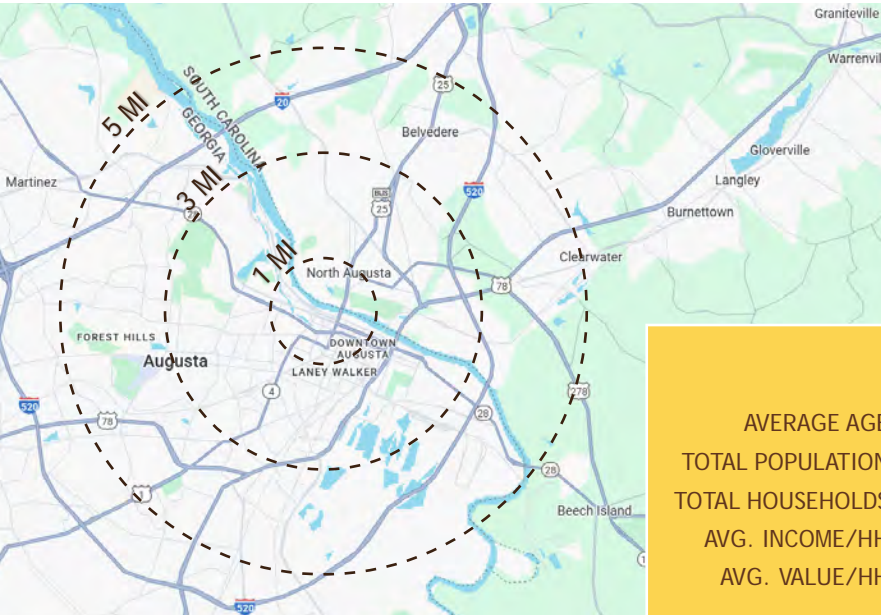 Graniteville
Warrenvil
SOUTH CAROLINA
GEORGIA
20
25
5 MI
Belvedere
Gloverville
Martinez
3 MI
Langley
520
BUS
25
Burnettown
1 MI
North Augusta
Clearwater
78
FOREST HILLS
DOWNTOWN
AUGUSTA
Augusta
LANEY WALKER
4
278
520
78
28
28
1
Beech Island
520
AVERAGE AGE
TOTAL POPULATION
TOTAL HOUSEHOLDS
AVG. INCOME/HH
AVG. VALUE/HH